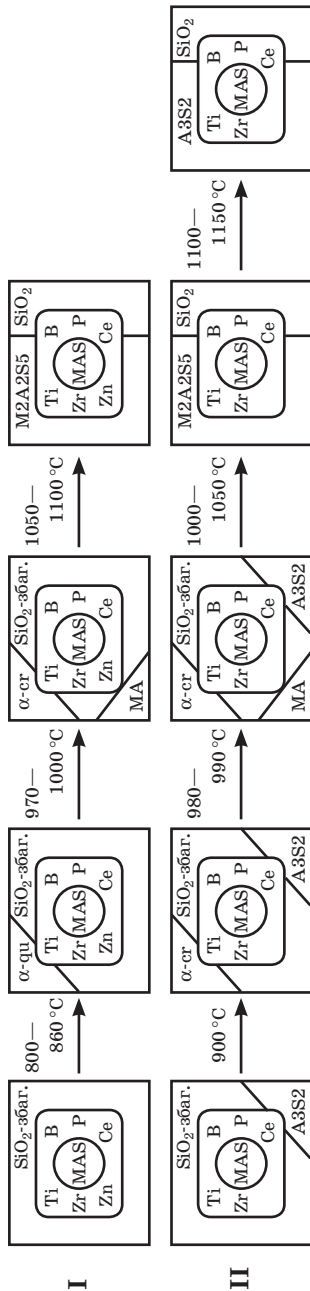 I
SiO₂-збаг.
Ti B
Zr MAS P
Zn Ce
800—
860 °C
α-qu SiO₂-збаг.
Ti B
Zr MAS P
Zn Ce
970—
1000 °C
α-cr SiO₂-збаг.
Ti B
Zr MAS P
Zn Ce
MA
1050—
1100 °C
M2A2S5 SiO₂
Ti B
Zr MAS P
Zn Ce
II
SiO₂-збаг.
Ti B
Zr MAS P
Ce
A3S2
900 °C
α-cr SiO₂-збаг.
Ti B
Zr MAS P
Ce
A3S2
980—
990 °C
α-cr SiO₂-збаг.
Ti B
Zr MAS P
Ce
MA A3S2
1000—
1050 °C
M2A2S5 SiO₂
Ti B
Zr MAS P
Ce
1100—
1150 °C
A3S2 SiO₂
Ti B
Zr MAS P
Ce